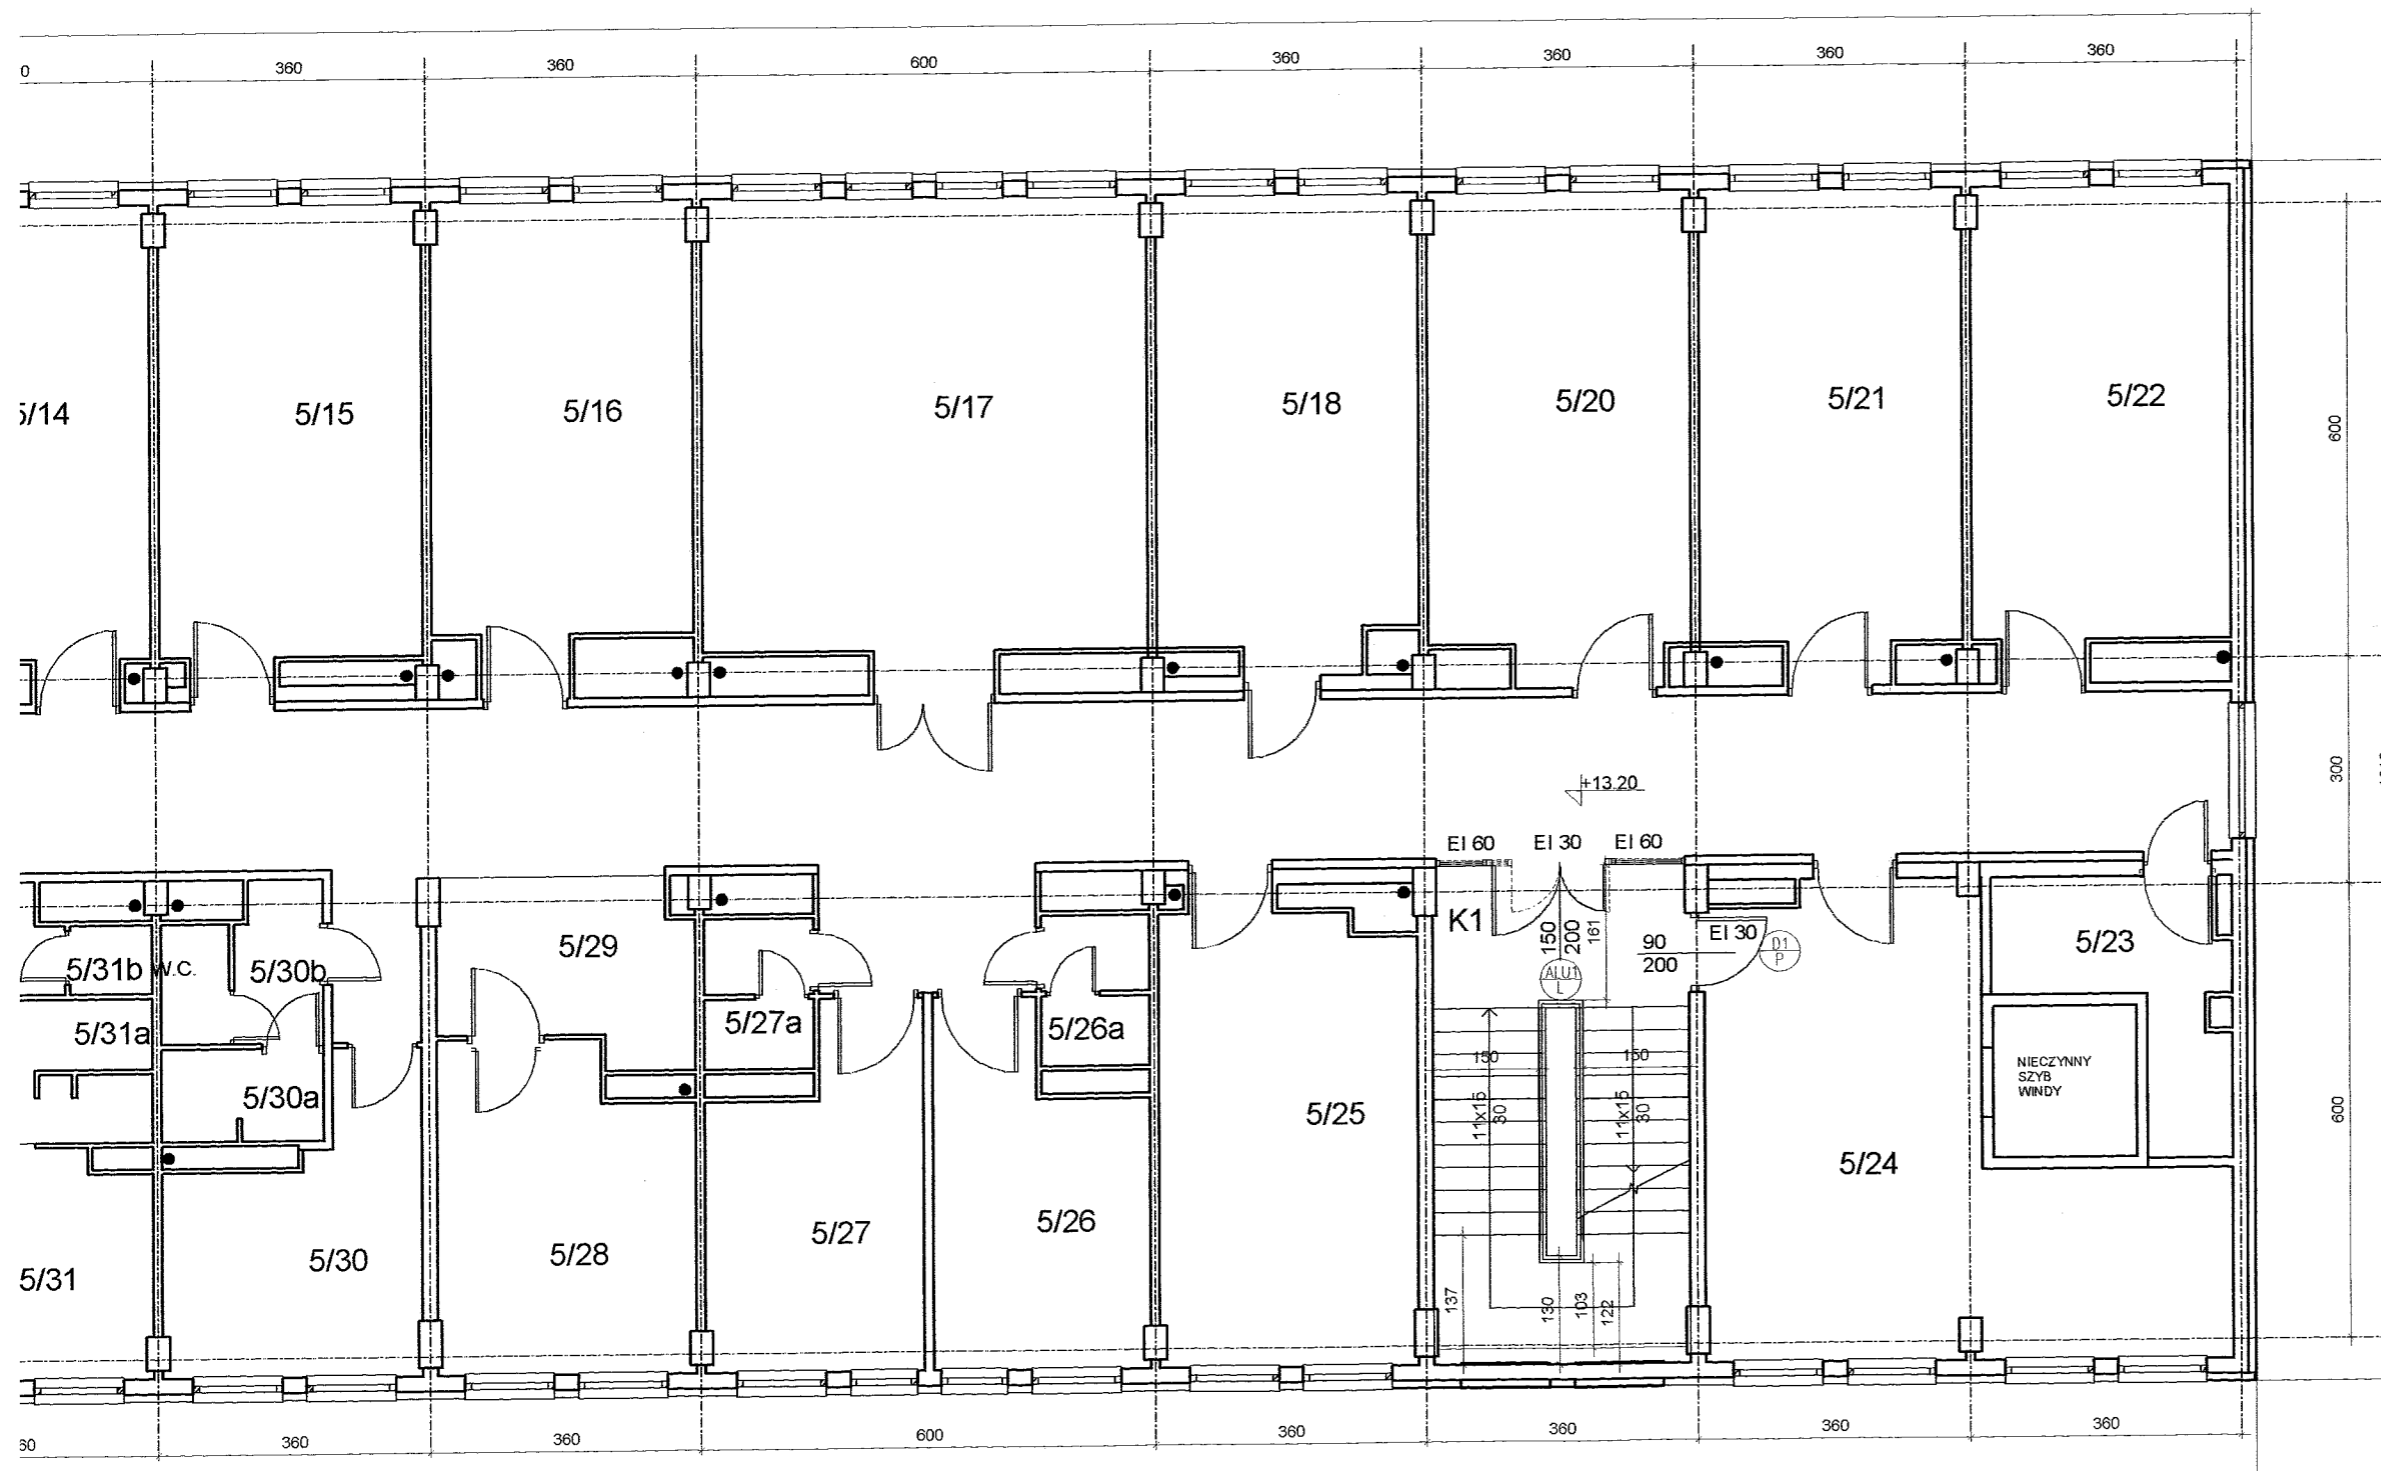 0 360 360 600 360 360 360 360
5/14 5/15 5/16 5/17 5/18 5/20 5/21 5/22
600
+13.20
300
EI 60 EI 30 EI 60
K1
150
200
161
90
200
EI 30
D1
P
ALU1
L
5/29
5/23
5/31b W.C. 5/30b
5/31a
5/27a 5/26a
5/30a
150 150
11x15
30
11x15
30
NIECZYNNY
SZYB
WINDY
600
5/25
5/24
5/31 5/30 5/28 5/27 5/26
137 130 103 122
60 360 360 600 360 360 360 360